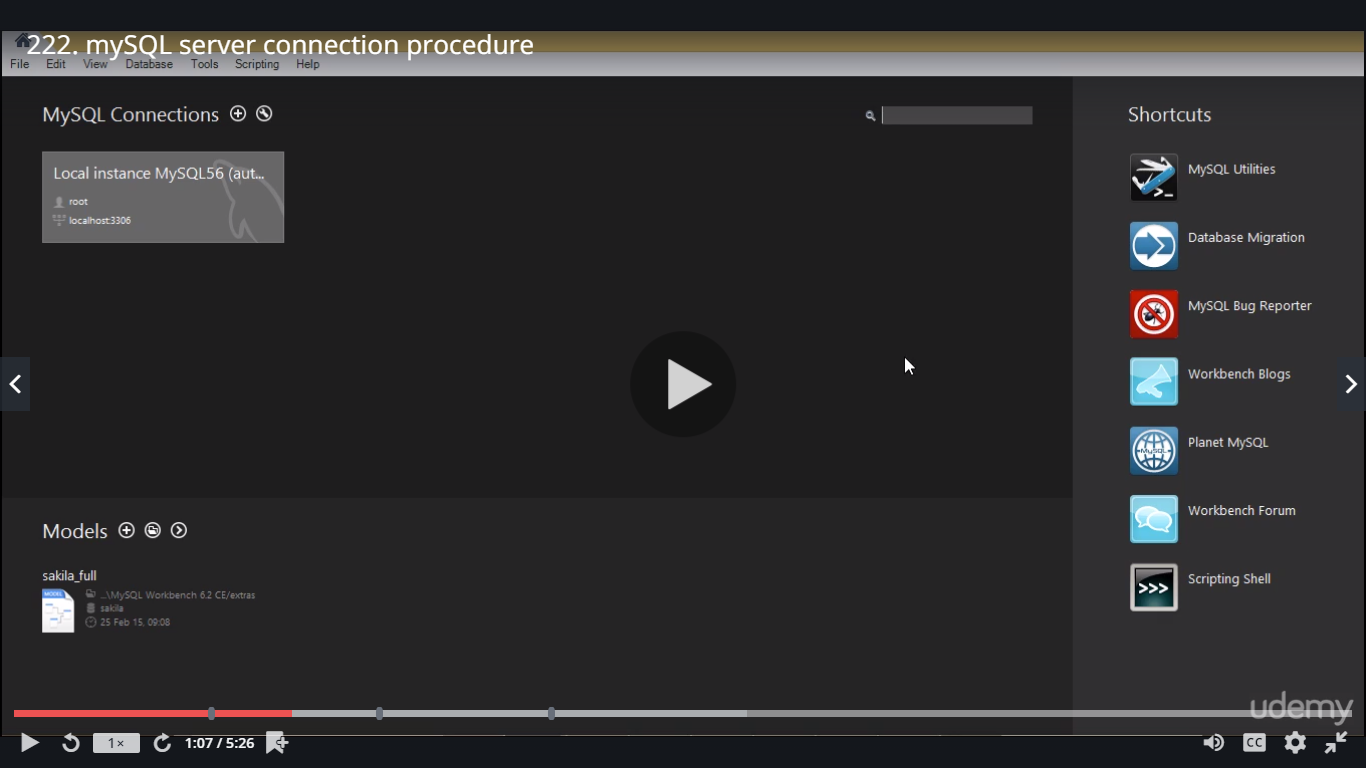 222. mySQL server connection procedure
File Edit View Database Tools Scripting Help
MySQL Connections
Local instance MySQL56 (aut...
root
localhost:3306
Shortcuts
MySQL Utilities
Database Migration
MySQL Bug Reporter
Workbench Blogs
Planet MySQL
MySQL
Workbench Forum
Scripting Shell
>>>
Models
sakila_full
MODEL
...\MySQL Workbench 6.2 CE/extras
sakila
25 Feb 15, 09:08
udemy
1×
1:07 / 5:26
CC